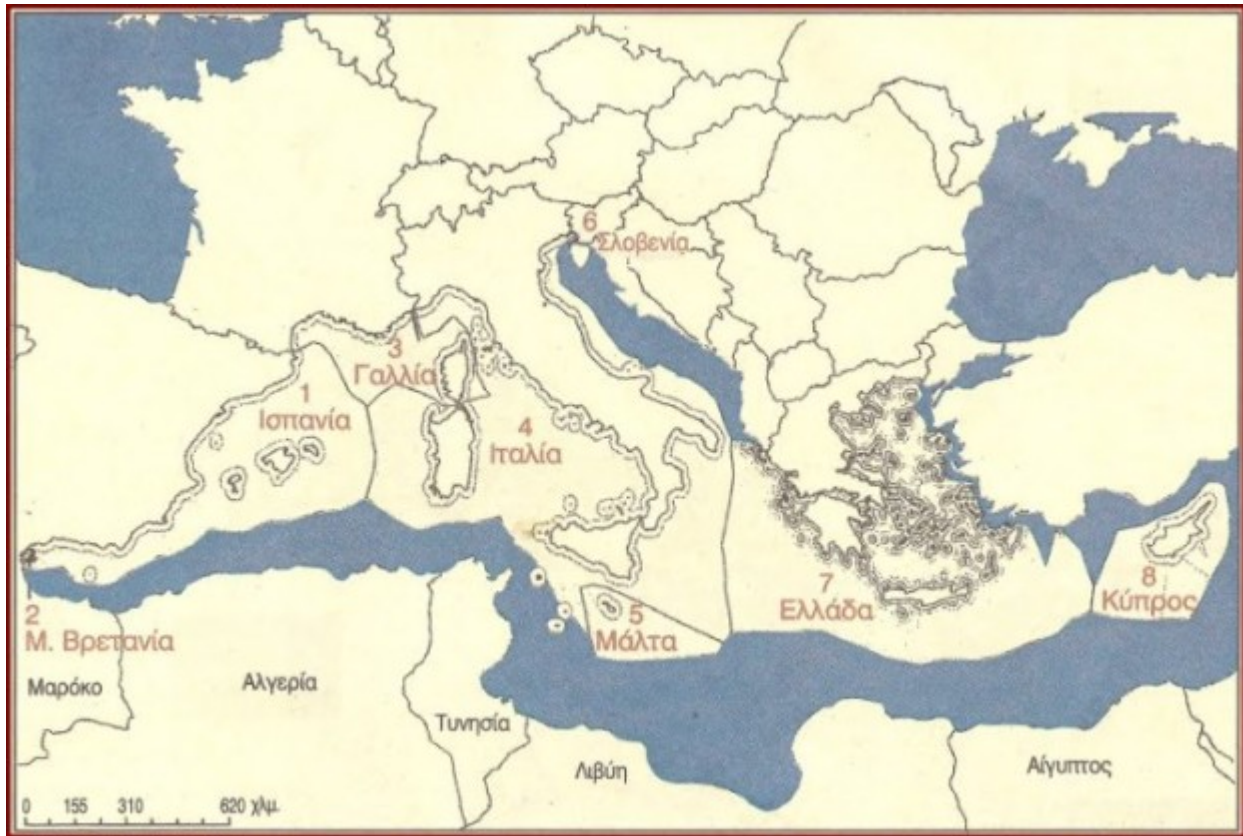 6
Σλοβενία
3
Γαλλία
1
Ισπανία
4
Ιταλία
2
Μ. Βρετανία
5
Μάλτα
7
Ελλάδα
8
Κύπρος
Μαρόκο
Αλγερία
Τυνησία
Λιβύη
Αίγυπτος
0 155 310 620 χλμ.